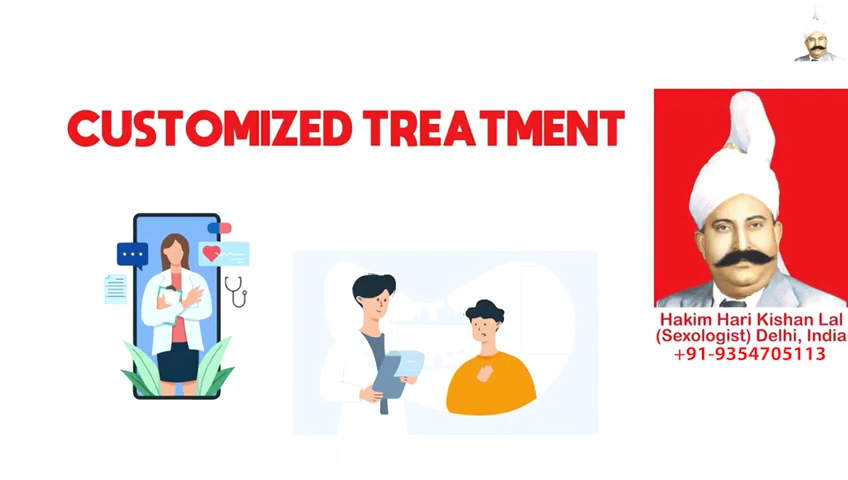 CUSTOMIZED TREATMENT
Hakim Hari Kishan Lal
(Sexologist) Delhi, India
+91-9354705113